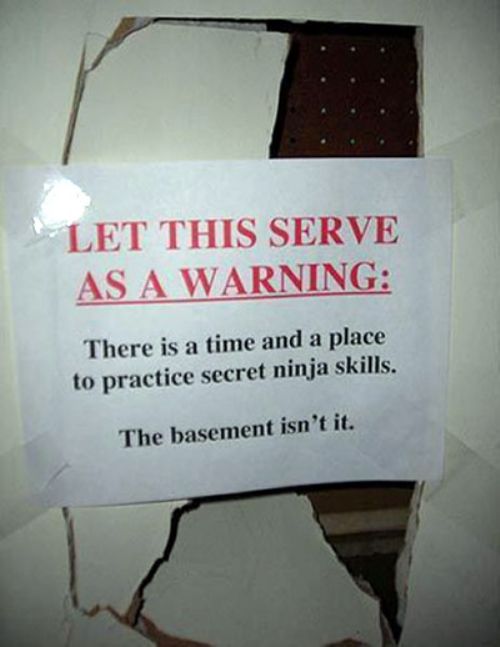 LET THIS SERVE
AS A WARNING:
There is a time and a place
to practice secret ninja skills.
The basement isn't it.